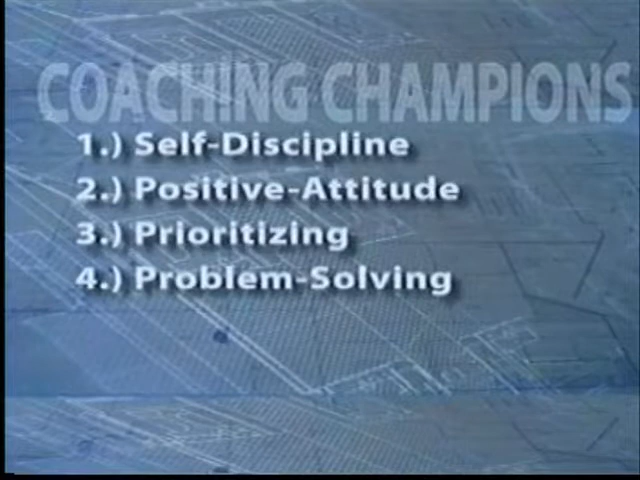 COACHING CHAMPIONS
1.) Self-Discipline
2.) Positive-Attitude
3.) Prioritizing
4.) Problem-Solving